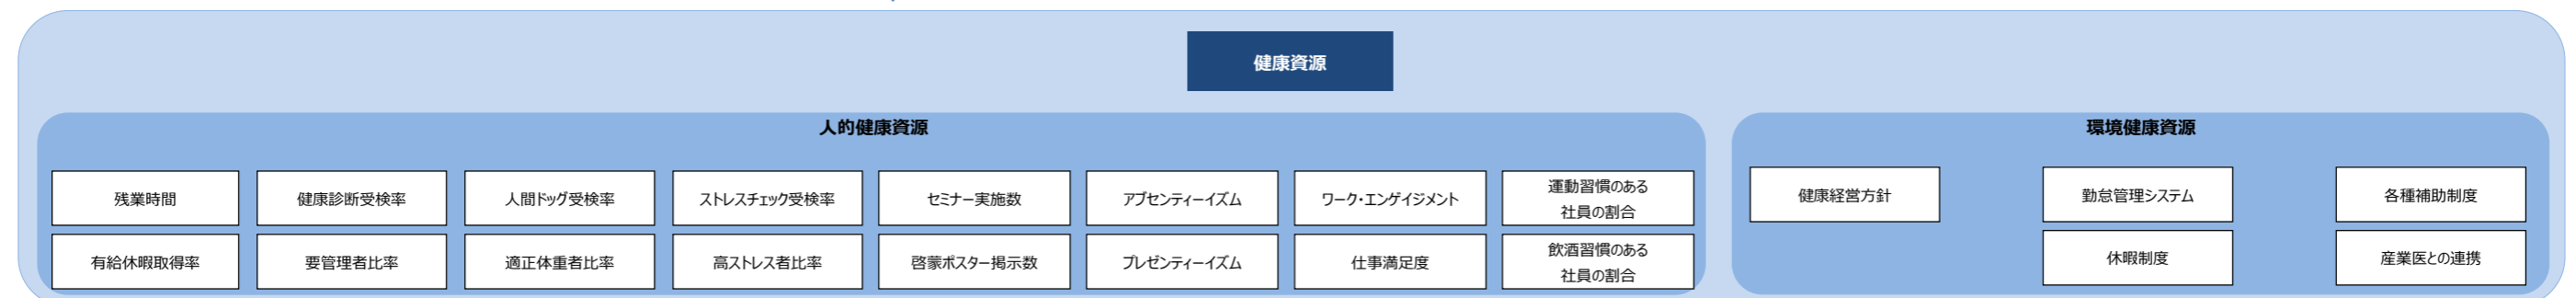 健康資源
人的健康資源
残業時間
健康診断受検率
人間ドッグ受検率
ストレスチェック受検率
セミナー実施数
アブセンティーイズム
ワーク・エンゲイジメント
運動習慣のある
社員の割合
有給休暇取得率
要管理者比率
適正体重者比率
高ストレス者比率
啓蒙ポスター掲示数
プレゼンティーイズム
仕事満足度
飲酒習慣のある
社員の割合
環境健康資源
健康経営方針
勤怠管理システム
各種補助制度
休暇制度
産業医との連携